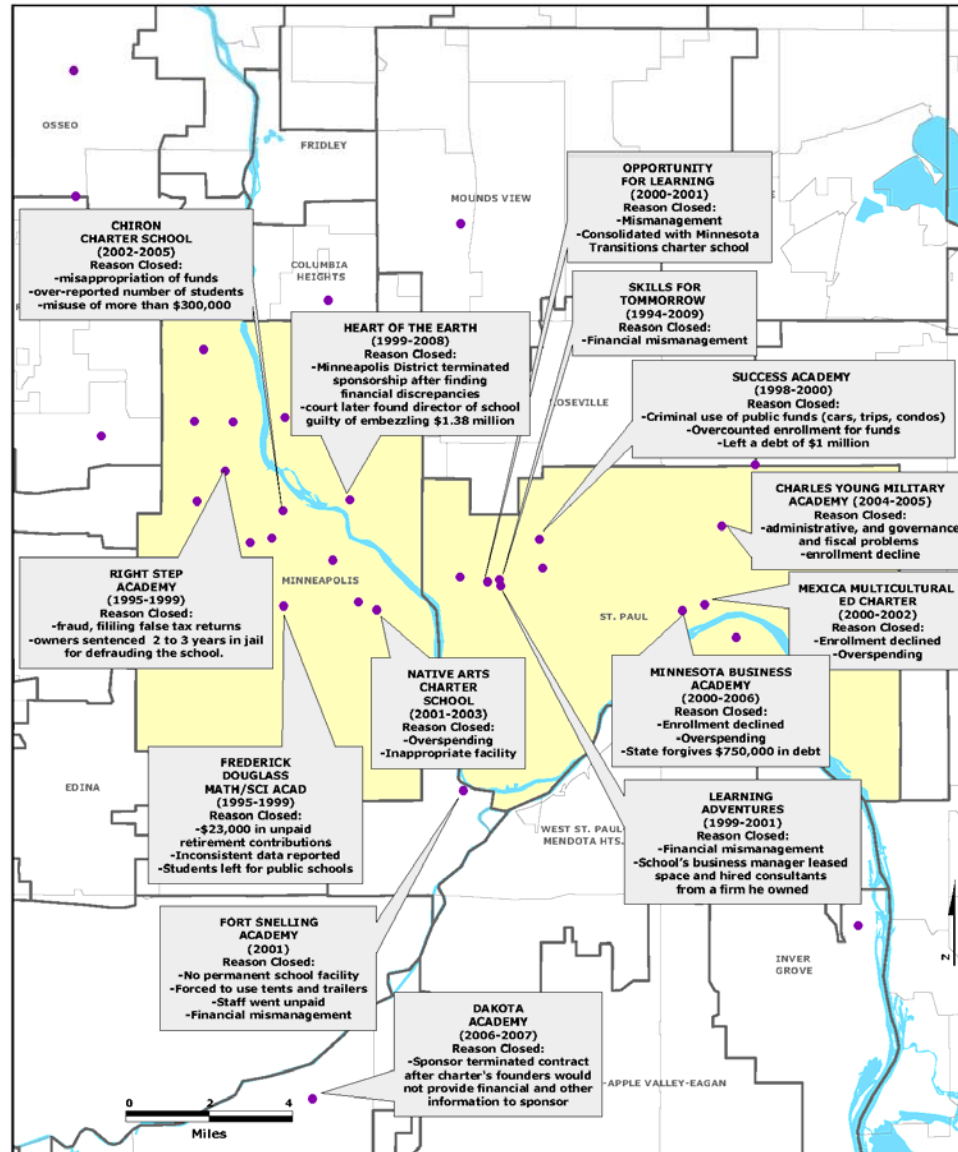 OSSEO
FRIDLEY
MOUNDS VIEW
OPPORTUNITY
FOR LEARNING
(2000-2001)
Reason Closed:
-Mismanagement
-Consolidated with Minnesota
Transitions charter school
CHIRON
CHARTER SCHOOL
(2002-2005)
Reason Closed:
-misappropriation of funds
-over-reported number of students
-misuse of more than $300,000
COLUMBIA
HEIGHTS
SKILLS FOR
TOMMORROW
(1994-2009)
Reason Closed:
-Financial mismanagement
HEART OF THE EARTH
(1999-2008)
Reason Closed:
-Minneapolis District terminated
sponsorship after finding
financial discrepancies
-court later found director of school
guilty of embezzling $1.38 million
SUCCESS ACADEMY
(1998-2000)
Reason Closed:
-Criminal use of public funds (cars, trips, condos)
-Overcounted enrollment for funds
-Left a debt of $1 million
CHARLES YOUNG MILITARY
ACADEMY (2004-2005)
Reason Closed:
-administrative, and governance
and fiscal problems
-enrollment decline
RIGHT STEP
ACADEMY
(1995-1999)
Reason Closed:
-fraud, fililing false tax returns
-owners sentenced 2 to 3 years in jail
for defrauding the school.
MINNEAPOLIS
ST. PAUL
MEXICA MULTICULTURAL
ED CHARTER
(2000-2002)
Reason Closed:
-Enrollment declined
-Overspending
NATIVE ARTS
CHARTER
SCHOOL
(2001-2003)
Reason Closed:
-Overspending
-Inappropriate facility
MINNESOTA BUSINESS
ACADEMY
(2000-2006)
Reason Closed:
-Enrollment declined
-Overspending
-State forgives $750,000 in debt
EDINA
FREDERICK
DOUGLASS
MATH/SCI ACAD
(1995-1999)
Reason Closed:
-$23,000 in unpaid
retirement contributions
-Inconsistent data reported
-Students left for public schools
WEST ST. PAUL-
MENDOTA HTS.
LEARNING
ADVENTURES
(1999-2001)
Reason Closed:
-Financial mismanagement
-School's business manager leased
space and hired consultants
from a firm he owned
FORT SNELLING
ACADEMY
(2001)
Reason Closed:
-No permanent school facility
-Forced to use tents and trailers
-Staff went unpaid
-Financial mismanagement
INVER
GROVE
N
DAKOTA
ACADEMY
(2006-2007)
Reason Closed:
-Sponsor terminated contract
after charter's founders would
not provide financial and other
information to sponsor
-APPLE VALLEY-EAGAN
0 2 4
Miles